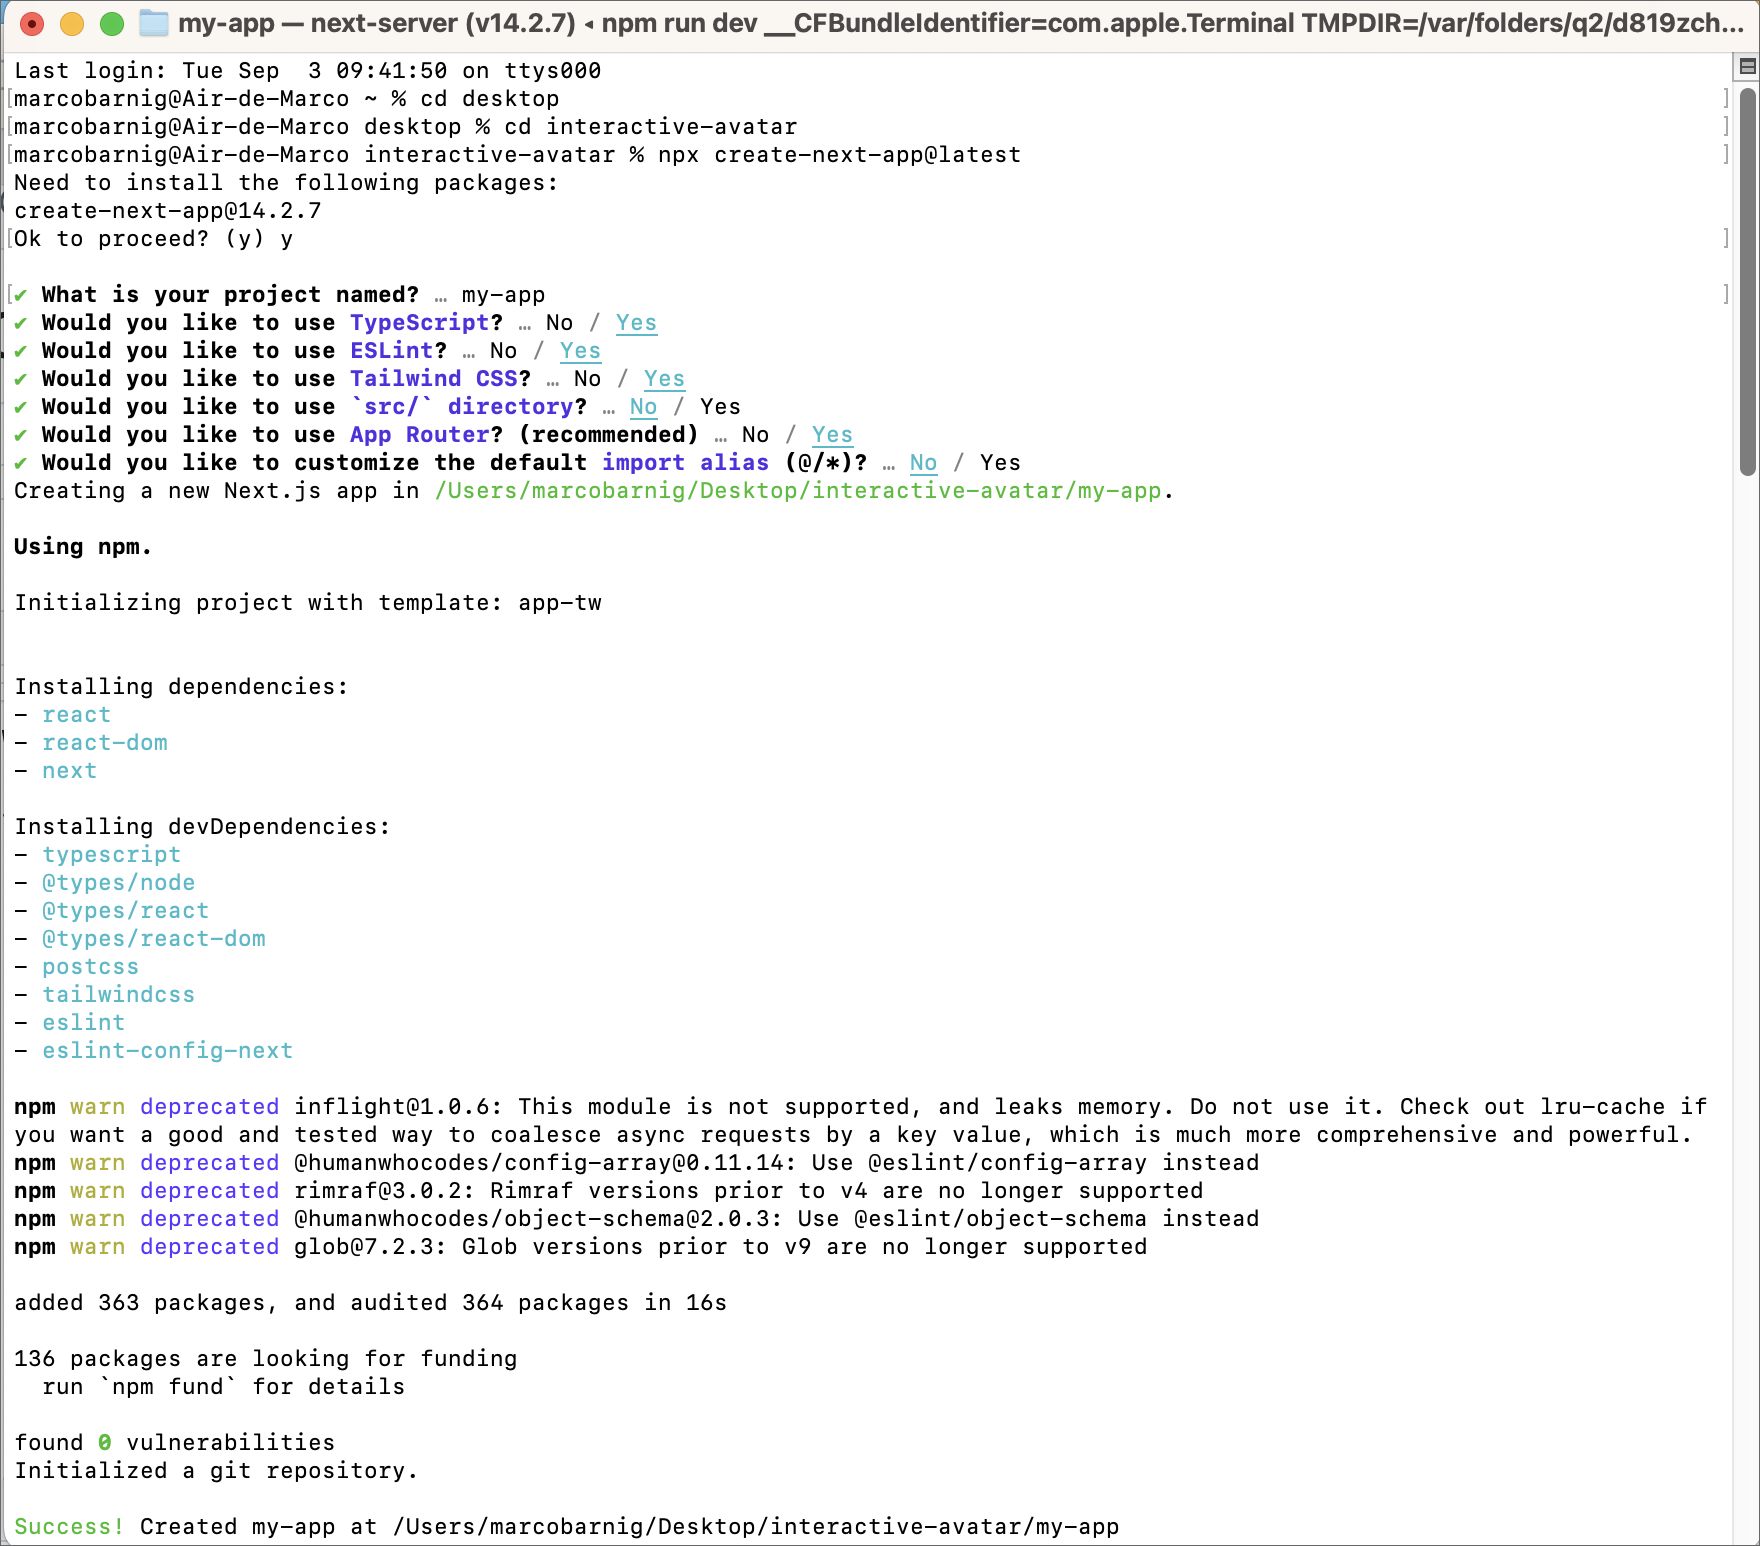 my-app — next-server (v14.2.7) ◂ npm run dev __CFBundleIdentifier=com.apple.Terminal TMPDIR=/var/folders/q2/d819zch...
Last login: Tue Sep  3 09:41:50 on ttys000
[marcobarnig@Air-de-Marco ~ % cd desktop ]
[marcobarnig@Air-de-Marco desktop % cd interactive-avatar ]
[marcobarnig@Air-de-Marco interactive-avatar % npx create-next-app@latest ]
Need to install the following packages:
create-next-app@14.2.7
[Ok to proceed? (y) y ]
[✔ What is your project named? … my-app ]
✔ Would you like to use TypeScript? … No / Yes
✔ Would you like to use ESLint? … No / Yes
✔ Would you like to use Tailwind CSS? … No / Yes
✔ Would you like to use `src/` directory? … No / Yes
✔ Would you like to use App Router? (recommended) … No / Yes
✔ Would you like to customize the default import alias (@/*)? … No / Yes
Creating a new Next.js app in /Users/marcobarnig/Desktop/interactive-avatar/my-app.
Using npm.
Initializing project with template: app-tw
Installing dependencies:
- react
- react-dom
- next
Installing devDependencies:
- typescript
- @types/node
- @types/react
- @types/react-dom
- postcss
- tailwindcss
- eslint
- eslint-config-next
npm warn deprecated inflight@1.0.6: This module is not supported, and leaks memory. Do not use it. Check out lru-cache if
you want a good and tested way to coalesce async requests by a key value, which is much more comprehensive and powerful.
npm warn deprecated @humanwhocodes/config-array@0.11.14: Use @eslint/config-array instead
npm warn deprecated rimraf@3.0.2: Rimraf versions prior to v4 are no longer supported
npm warn deprecated @humanwhocodes/object-schema@2.0.3: Use @eslint/object-schema instead
npm warn deprecated glob@7.2.3: Glob versions prior to v9 are no longer supported
added 363 packages, and audited 364 packages in 16s
136 packages are looking for funding
  run `npm fund` for details
found 0 vulnerabilities
Initialized a git repository.
Success! Created my-app at /Users/marcobarnig/Desktop/interactive-avatar/my-app